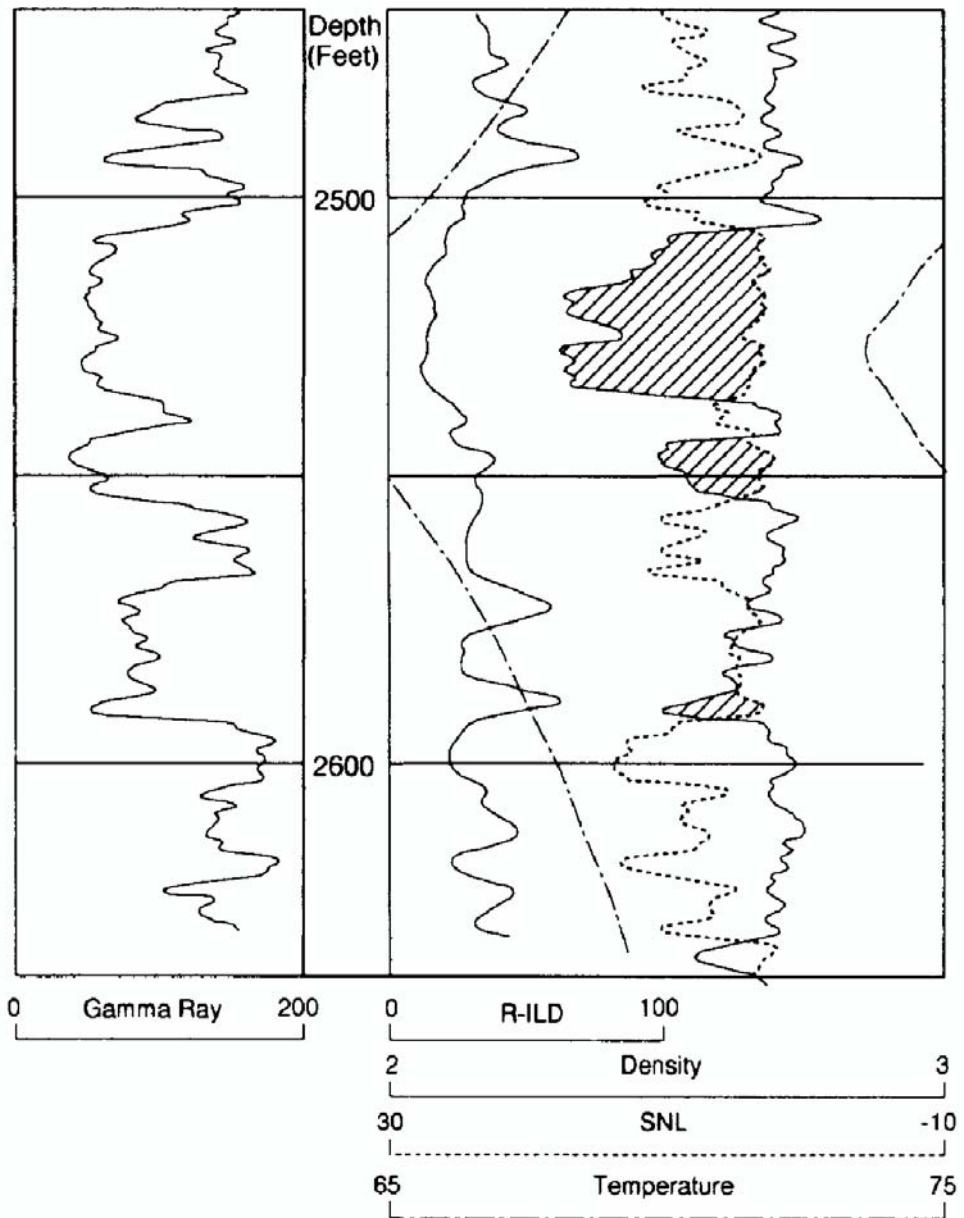 Depth
(Feet)
2500
2600
0 Gamma Ray 200
0 R-ILD 100
2 Density 3
30 SNL -10
65 Temperature 75